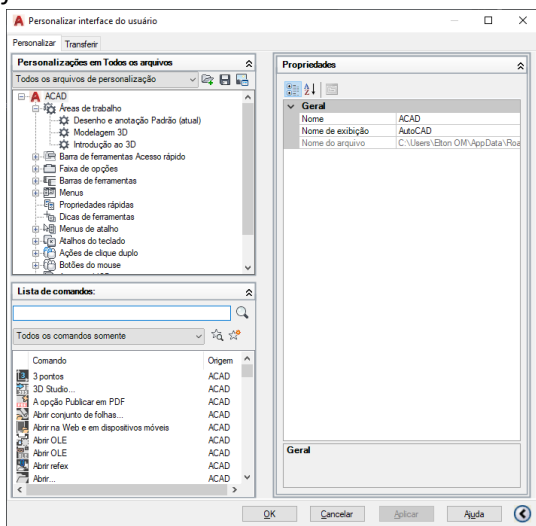 y
Personalizar interface do usuário
Personalizar Transferir
Personalizações em Todos os arquivos
Todos os arquivos de personalização
ACAD
Áreas de trabalho
Desenho e anotação Padrão (atual)
Modelagem 3D
Introdução ao 3D
Barra de ferramentas Acesso rápido
Faixa de opções
Barras de ferramentas
Menus
Propriedades rápidas
Dicas de ferramentas
Menus de atalho
Atalhos do teclado
Ações de clique duplo
Botões do mouse
Lista de comandos:
Todos os comandos somente
Comando Origem
3 pontos ACAD
3D Studio... ACAD
A opção Publicar em PDF ACAD
Abrir conjunto de folhas... ACAD
Abrir na Web e em dispositivos móveis ACAD
Abrir OLE ACAD
Abrir OLE ACAD
Abrir refex ACAD
Abrir... ACAD
Propriedades
Geral
Nome ACAD
Nome de exibição AutoCAD
Nome do arquivo C:\Users\Elton OM\AppData\Roa
Geral
OK Cancelar Aplicar Ajuda